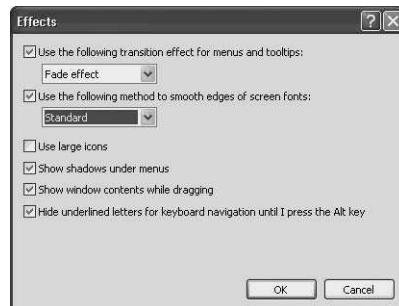 Effects
Use the following transition effect for menus and tooltips:
Fade effect
Use the following method to smooth edges of screen fonts:
Standard
Use large icons
Show shadows under menus
Show window contents while dragging
Hide underlined letters for keyboard navigation until I press the Alt key
OK Cancel